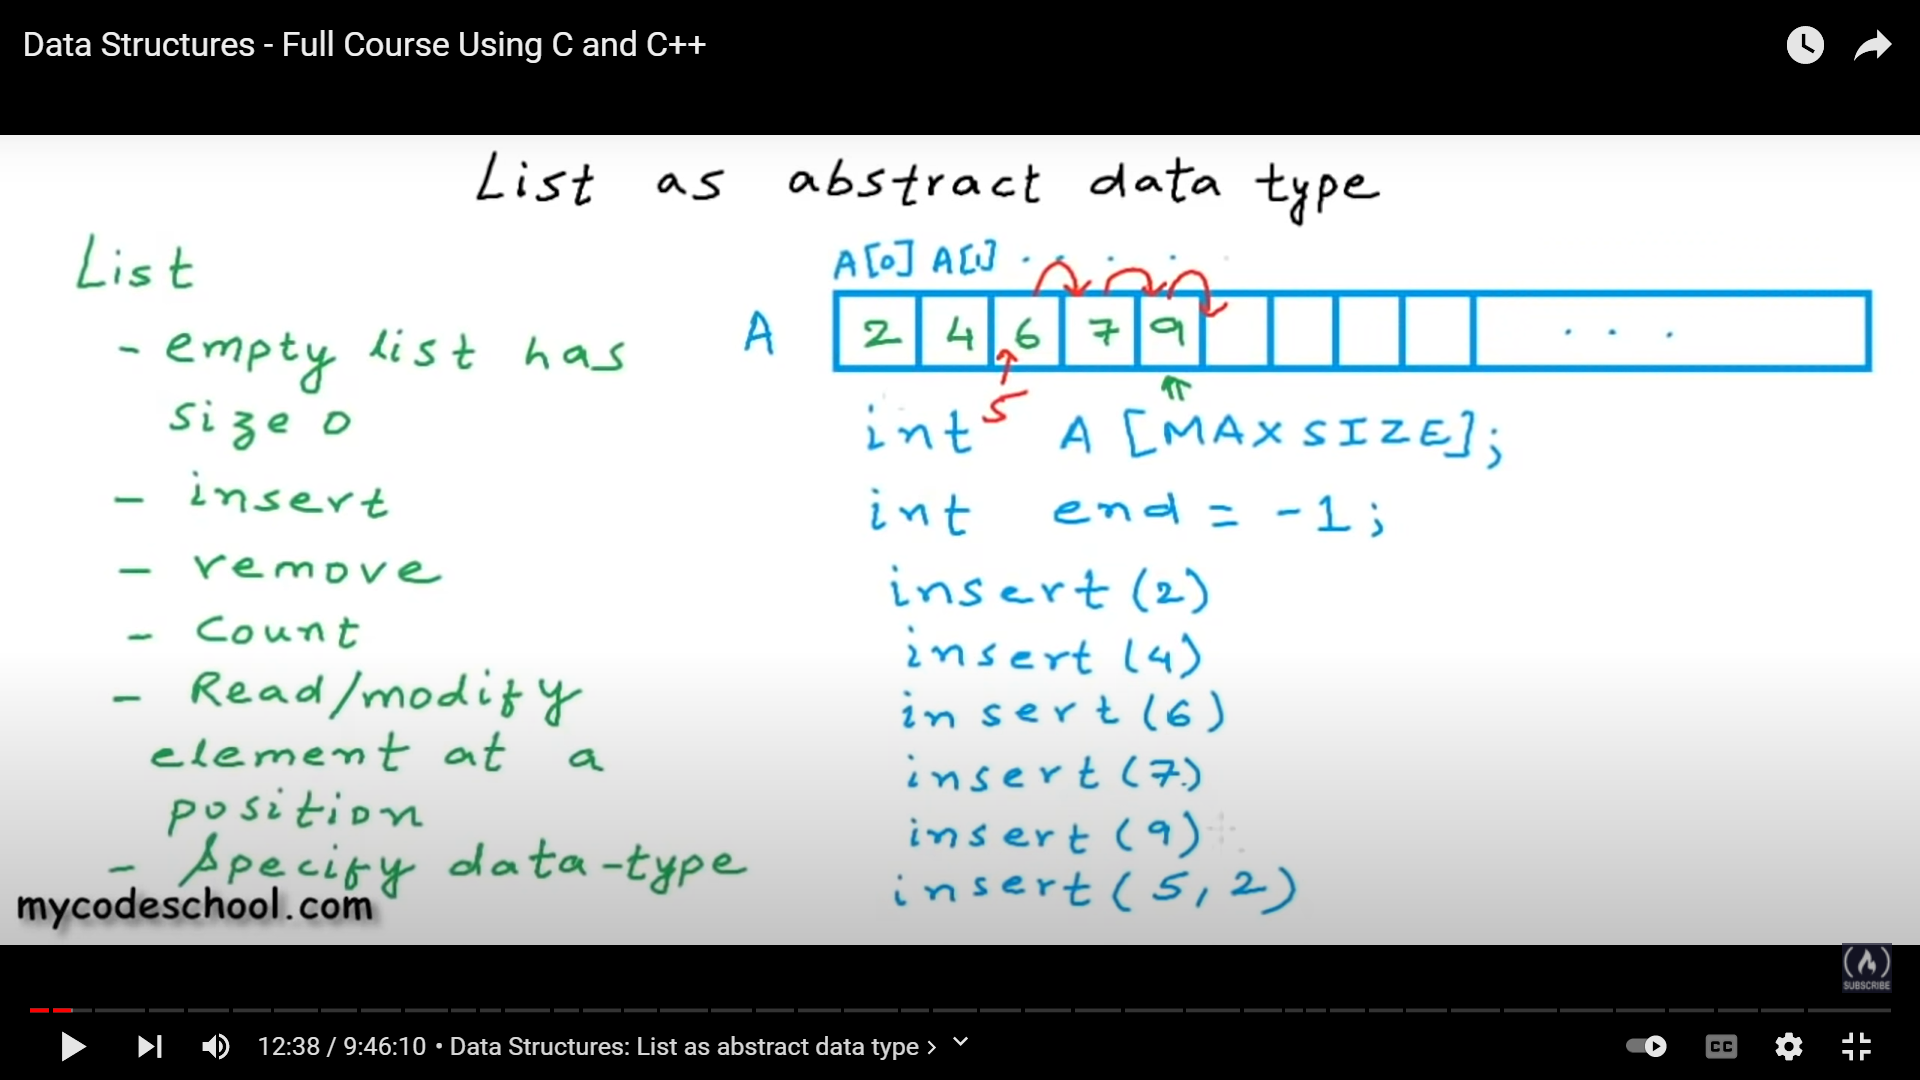 Data Structures - Full Course Using C and C++
List as abstract data type
List
- empty list has
size 0
- insert
- remove
- Count
- Read/modify
element at a
position
- Specify data-type
mycodeschool.com
A[0] A[1] . . . .
A 2 4 6 7 9 . . .
5
int A [MAXSIZE];
int end = -1;
insert (2)
insert (4)
insert (6)
insert (7)
insert (9)
insert (5, 2)
SUBSCRIBE
12:38 / 9:46:10 • Data Structures: List as abstract data type ›
CC